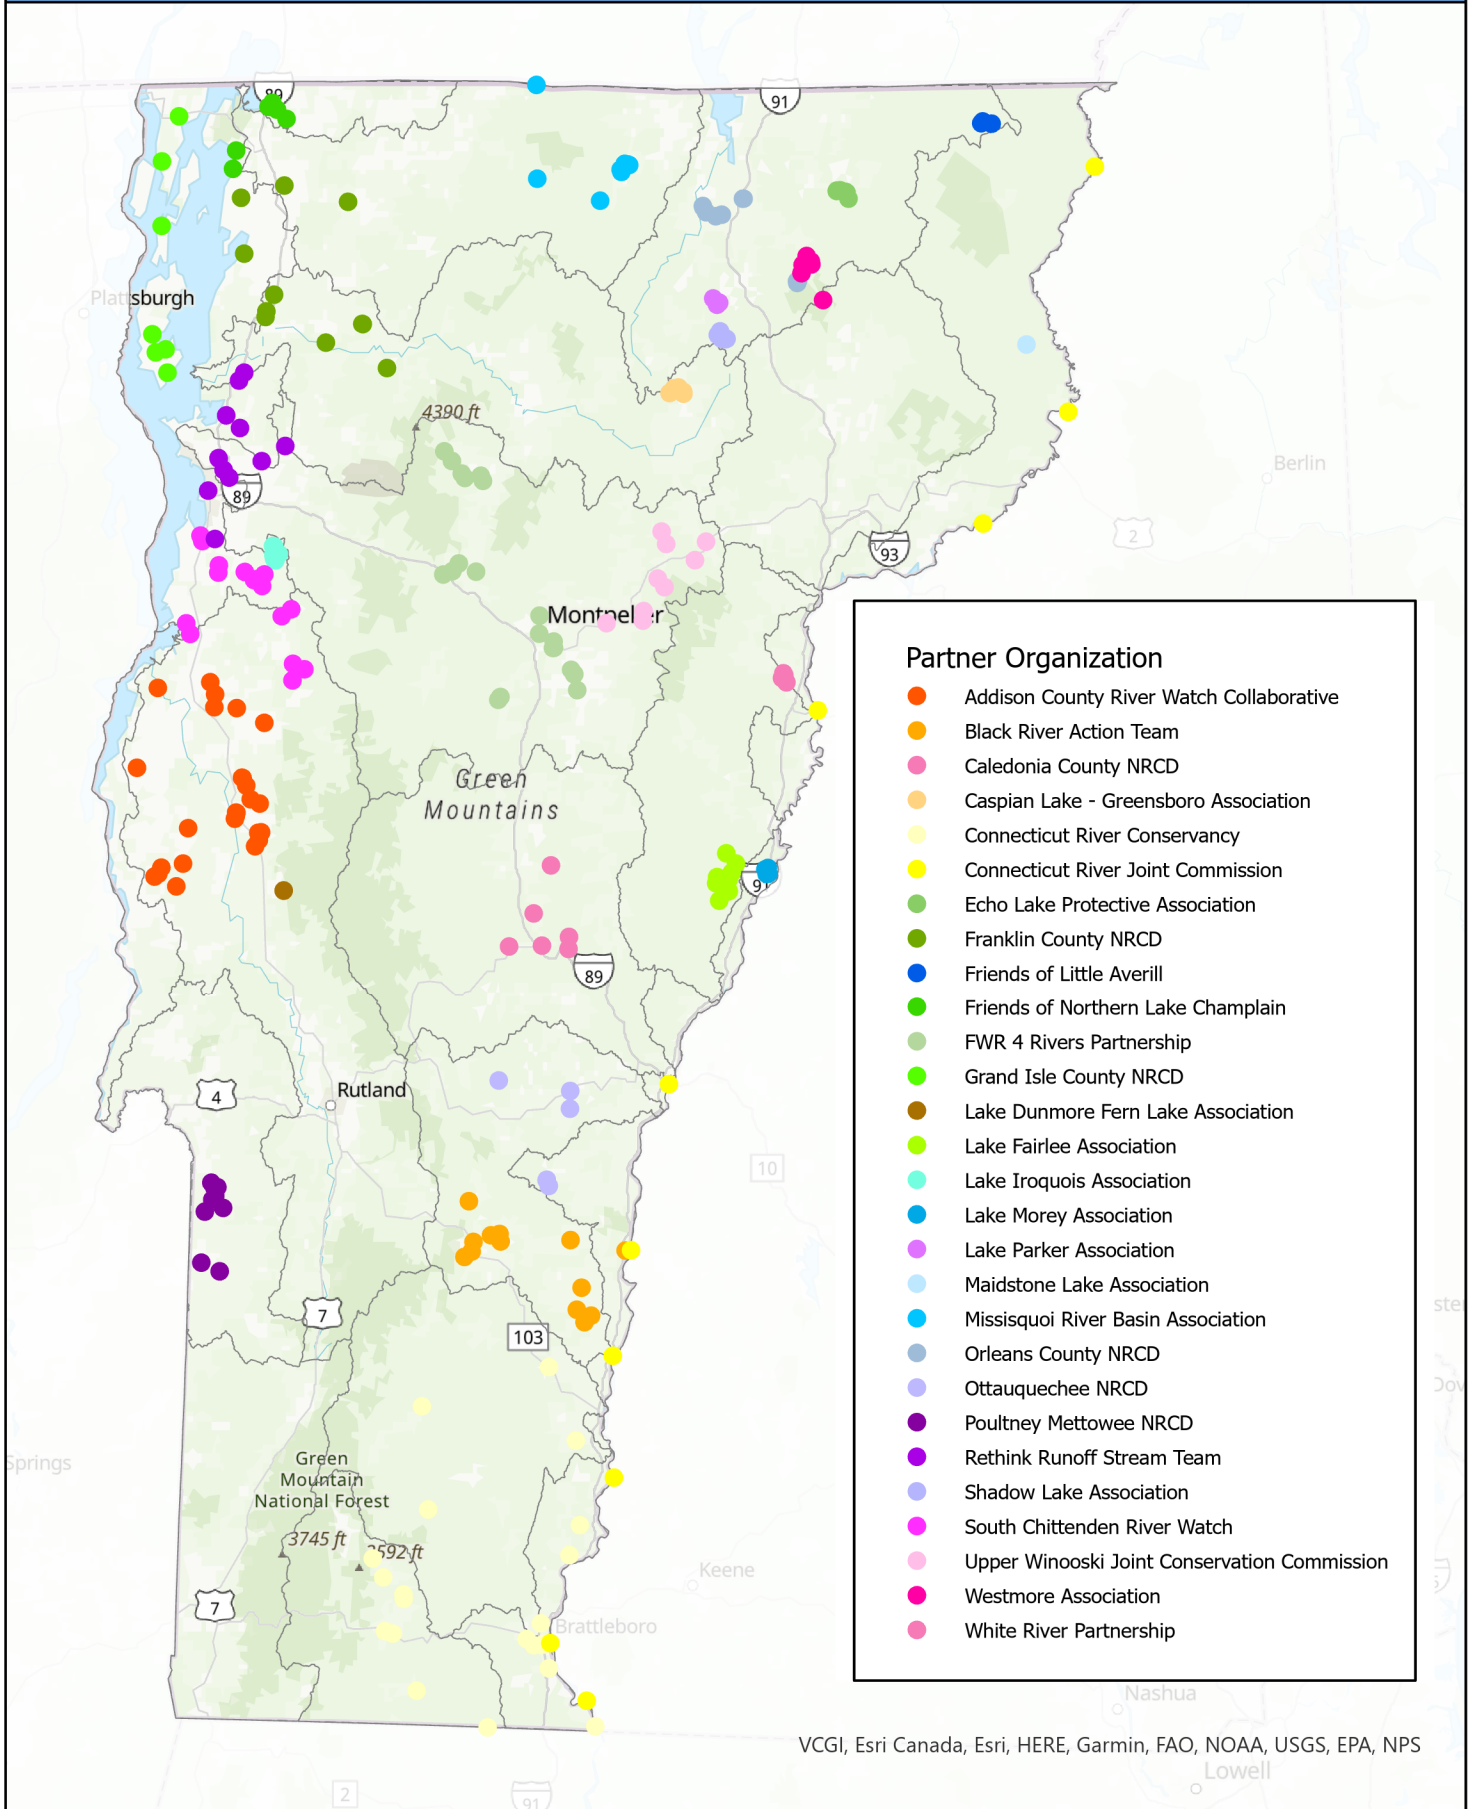 89
91
Plattsburgh
4390 ft
Berlin
89
2
93
Montpelier
Green
Mountains
91
89
Rutland
4
10
7
103
Springs
Green
Mountain
National Forest
3745 ft
3592 ft
Keene
7
Brattleboro
Partner Organization
Addison County River Watch Collaborative
Black River Action Team
Caledonia County NRCD
Caspian Lake - Greensboro Association
Connecticut River Conservancy
Connecticut River Joint Commission
Echo Lake Protective Association
Franklin County NRCD
Friends of Little Averill
Friends of Northern Lake Champlain
FWR 4 Rivers Partnership
Grand Isle County NRCD
Lake Dunmore Fern Lake Association
Lake Fairlee Association
Lake Iroquois Association
Lake Morey Association
Lake Parker Association
Maidstone Lake Association
Missisquoi River Basin Association
Orleans County NRCD
Ottauquechee NRCD
Poultney Mettowee NRCD
Rethink Runoff Stream Team
Shadow Lake Association
South Chittenden River Watch
Upper Winooski Joint Conservation Commission
Westmore Association
White River Partnership
Nashua
VCGI, Esri Canada, Esri, HERE, Garmin, FAO, NOAA, USGS, EPA, NPS
Lowell
2
91